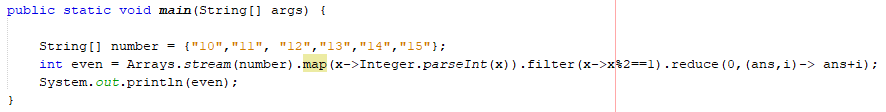 public static void main(String[] args) {
String[] number = {"10","11", "12","13","14","15"};
int even = Arrays.stream(number).map(x->Integer.parseInt(x)).filter(x->x%2==1).reduce(0,(ans,i)-> ans+i);
System.out.println(even);
}